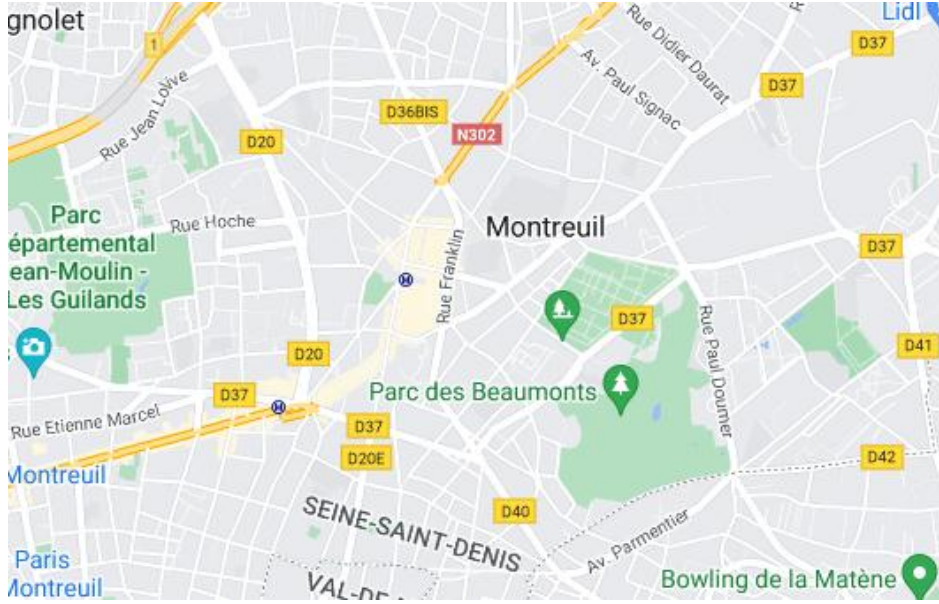 gnolet
Lidl
1
Rue Didier Daurat
D37
Av. Paul Signac
D37
Rue Jean Lolive
D36BIS
N302
D20
Parc
épartemental
ean-Moulin -
Les Guilands
Rue Hoche
Montreuil
Rue Franklin
D37
D37
Rue Paul Doumer
D41
D20
D37
Parc des Beaumonts
Rue Etienne Marcel
D37
D20E
D42
Montreuil
D40
SEINE-SAINT-DENIS
Av. Parmentier
Paris
Montreuil
VAL-DE-
Bowling de la Matène